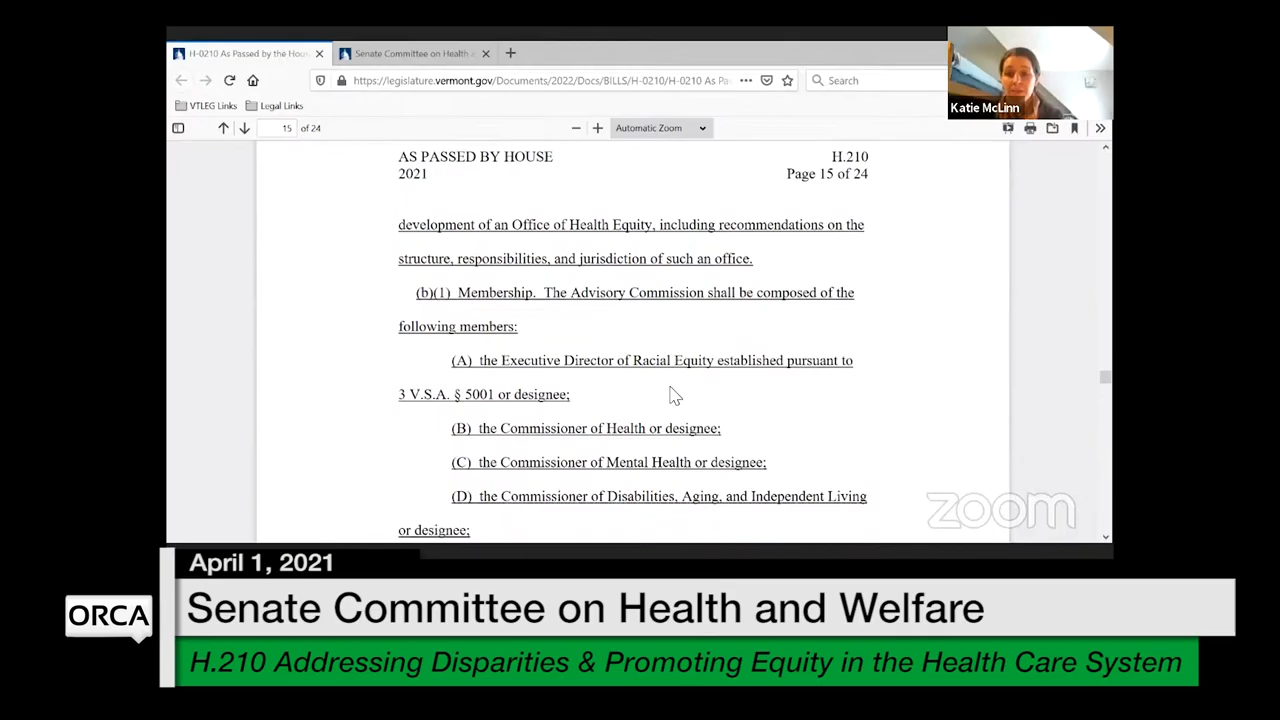 H-0210 As Passed by the Hou
Senate Committee on Health a
https://legislature.vermont.gov/Documents/2022/Docs/BILLS/H-0210/H-0210 As Pa
Search
VTLEG Links
Legal Links
15 of 24
Automatic Zoom
Katie McLinn
AS PASSED BY HOUSE H.210
2021 Page 15 of 24
development of an Office of Health Equity, including recommendations on the
structure, responsibilities, and jurisdiction of such an office.
(b)(1) Membership. The Advisory Commission shall be composed of the
following members:
(A) the Executive Director of Racial Equity established pursuant to
3 V.S.A. § 5001 or designee;
(B) the Commissioner of Health or designee;
(C) the Commissioner of Mental Health or designee;
(D) the Commissioner of Disabilities, Aging, and Independent Living
or designee;
zoom
April 1, 2021
ORCA
Senate Committee on Health and Welfare
H.210 Addressing Disparities & Promoting Equity in the Health Care System